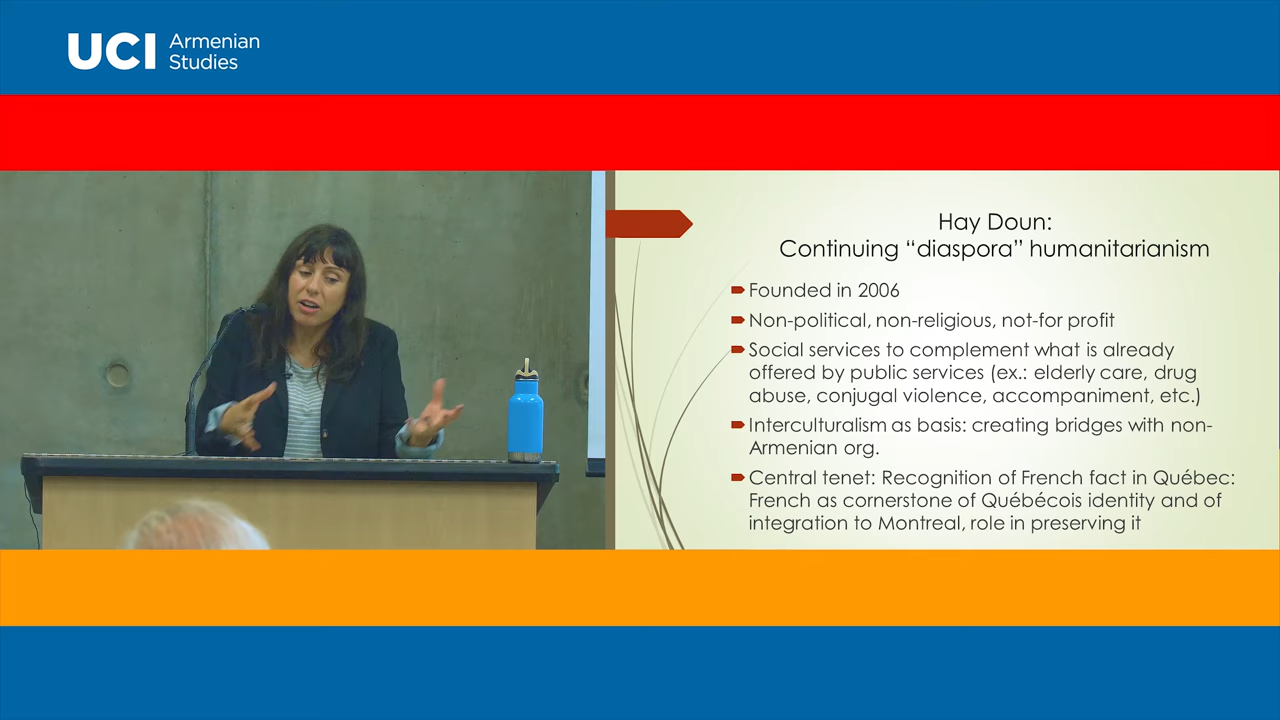 UCI Armenian
Studies
Hay Doun:
Continuing “diaspora” humanitarianism
Founded in 2006
Non-political, non-religious, not-for profit
Social services to complement what is already
offered by public services (ex.: elderly care, drug
abuse, conjugal violence, accompaniment, etc.)
Interculturalism as basis: creating bridges with non-
Armenian org.
Central tenet: Recognition of French fact in Québec:
French as cornerstone of Québécois identity and of
integration to Montreal, role in preserving it